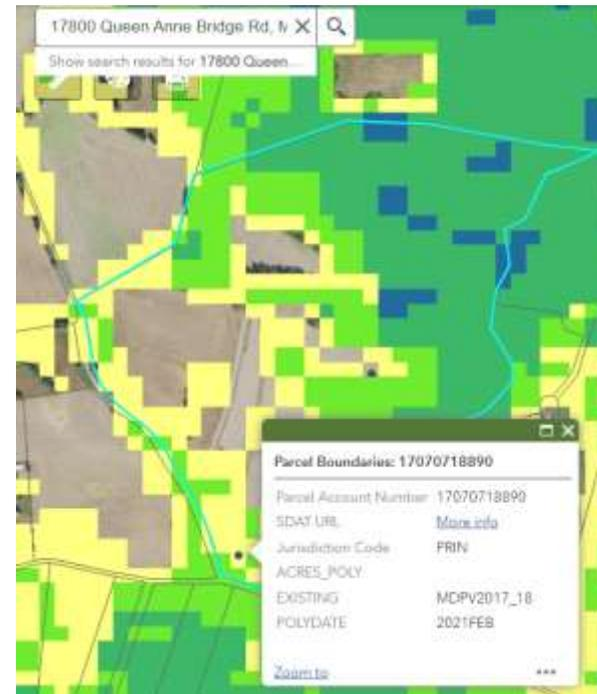 17800 Queen Anne Bridge Rd, M
Show search results for 17800 Queen...
Parcel Boundaries: 17070718890
Parcel Account Number 17070718890
SDAT URL More info
Jurisdiction Code PRIN
ACRES_POLY
EXISTING MDPV2017_18
POLYDATE 2021FEB
Zoom to